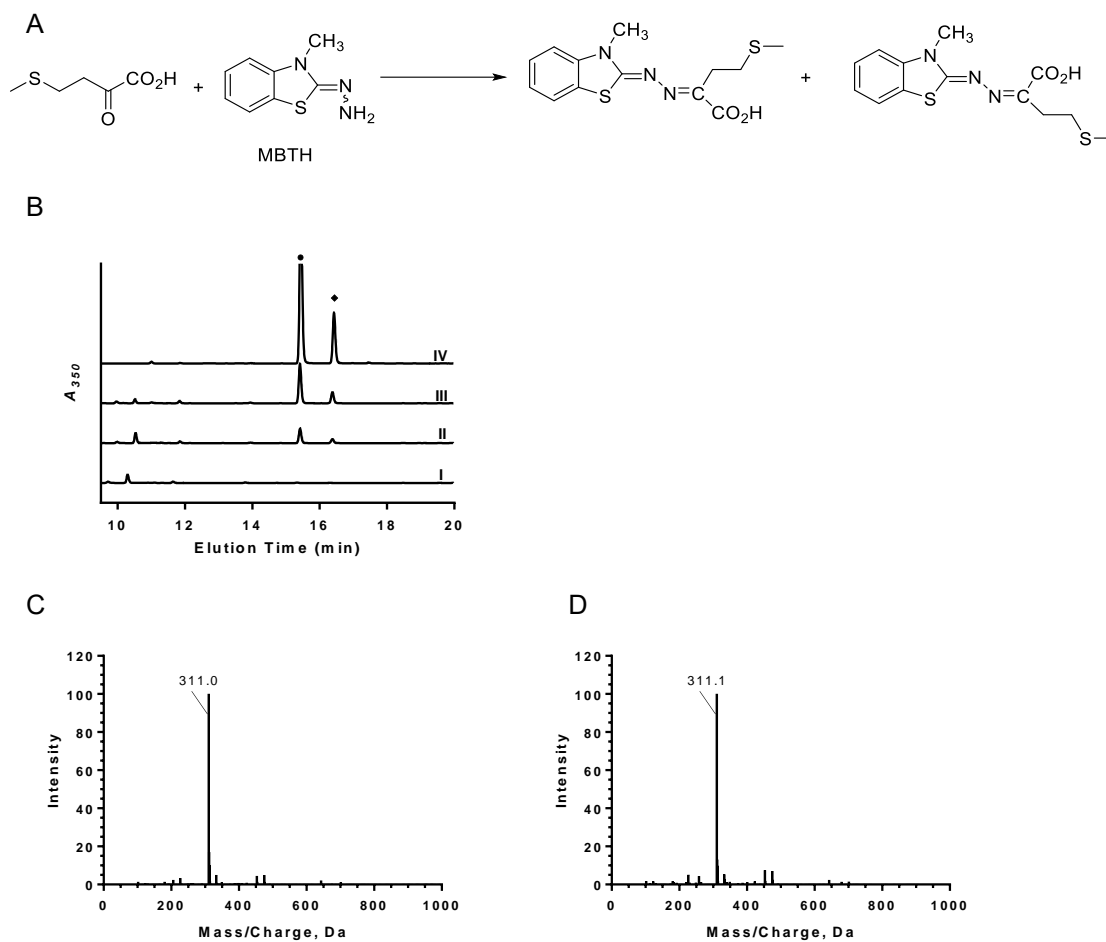 A
S
CO₂H
O
+
CH₃
N
S
N
NH₂
MBTH
CH₃
N
S
N
N
CO₂H
S
+
CH₃
N
S
N
N
CO₂H
S
B
A350
IV
III
II
I
10 12 14 16 18 20
Elution Time (min)
C
120
100
80
60
40
20
0
Intensity
311.0
0 200 400 600 800 1000
Mass/Charge, Da
D
120
100
80
60
40
20
0
Intensity
311.1
0 200 400 600 800 1000
Mass/Charge, Da